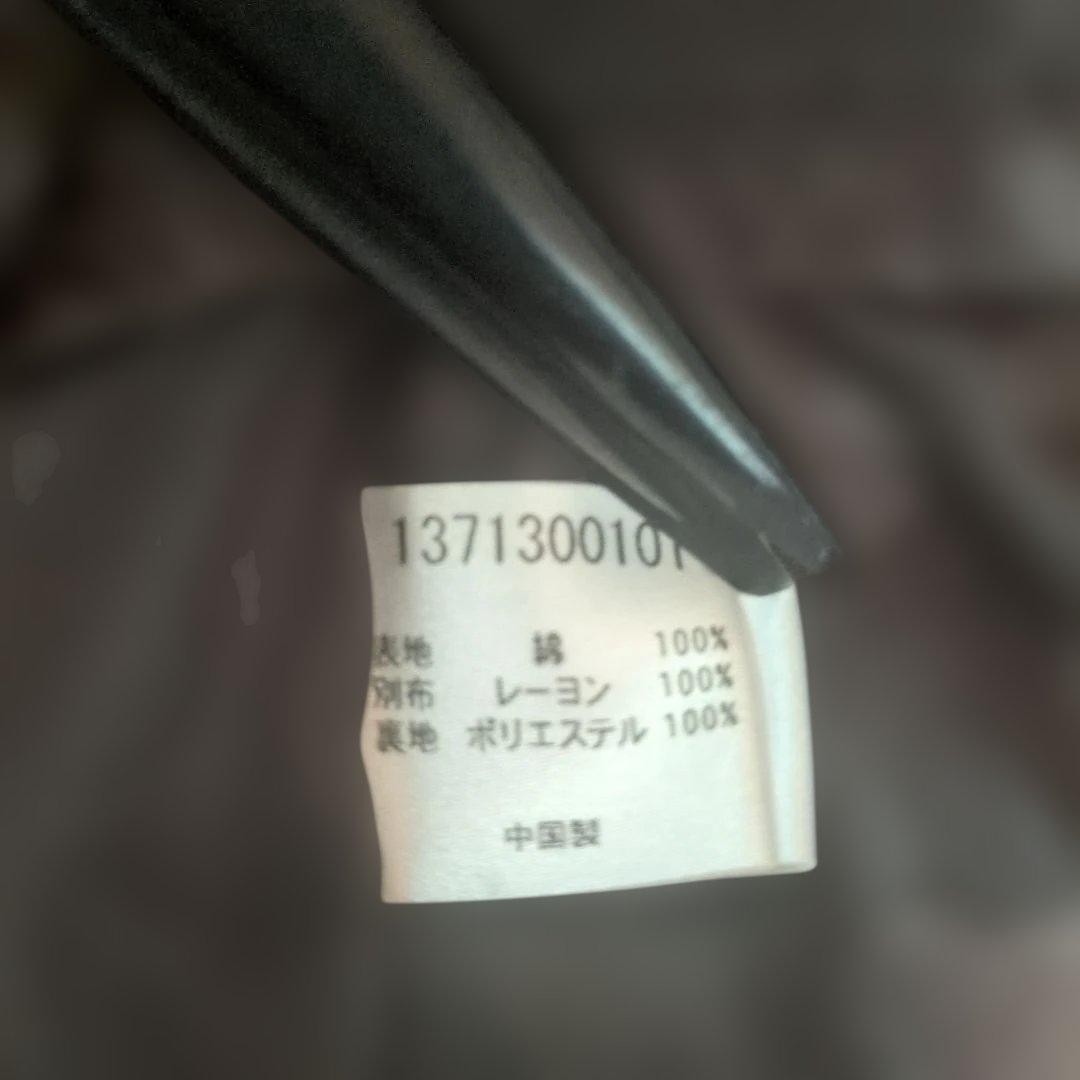 1371300101
表地 綿 100%
別布 レーヨン 100%
裏地 ポリエステル 100%
中国製